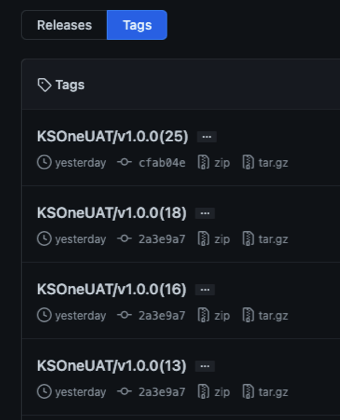 Releases Tags
Tags
KSOneUAT/v1.0.0(25) ...
yesterday cfab04e zip tar.gz
KSOneUAT/v1.0.0(18) ...
yesterday 2a3e9a7 zip tar.gz
KSOneUAT/v1.0.0(16) ...
yesterday 2a3e9a7 zip tar.gz
KSOneUAT/v1.0.0(13) ...
yesterday 2a3e9a7 zip tar.gz